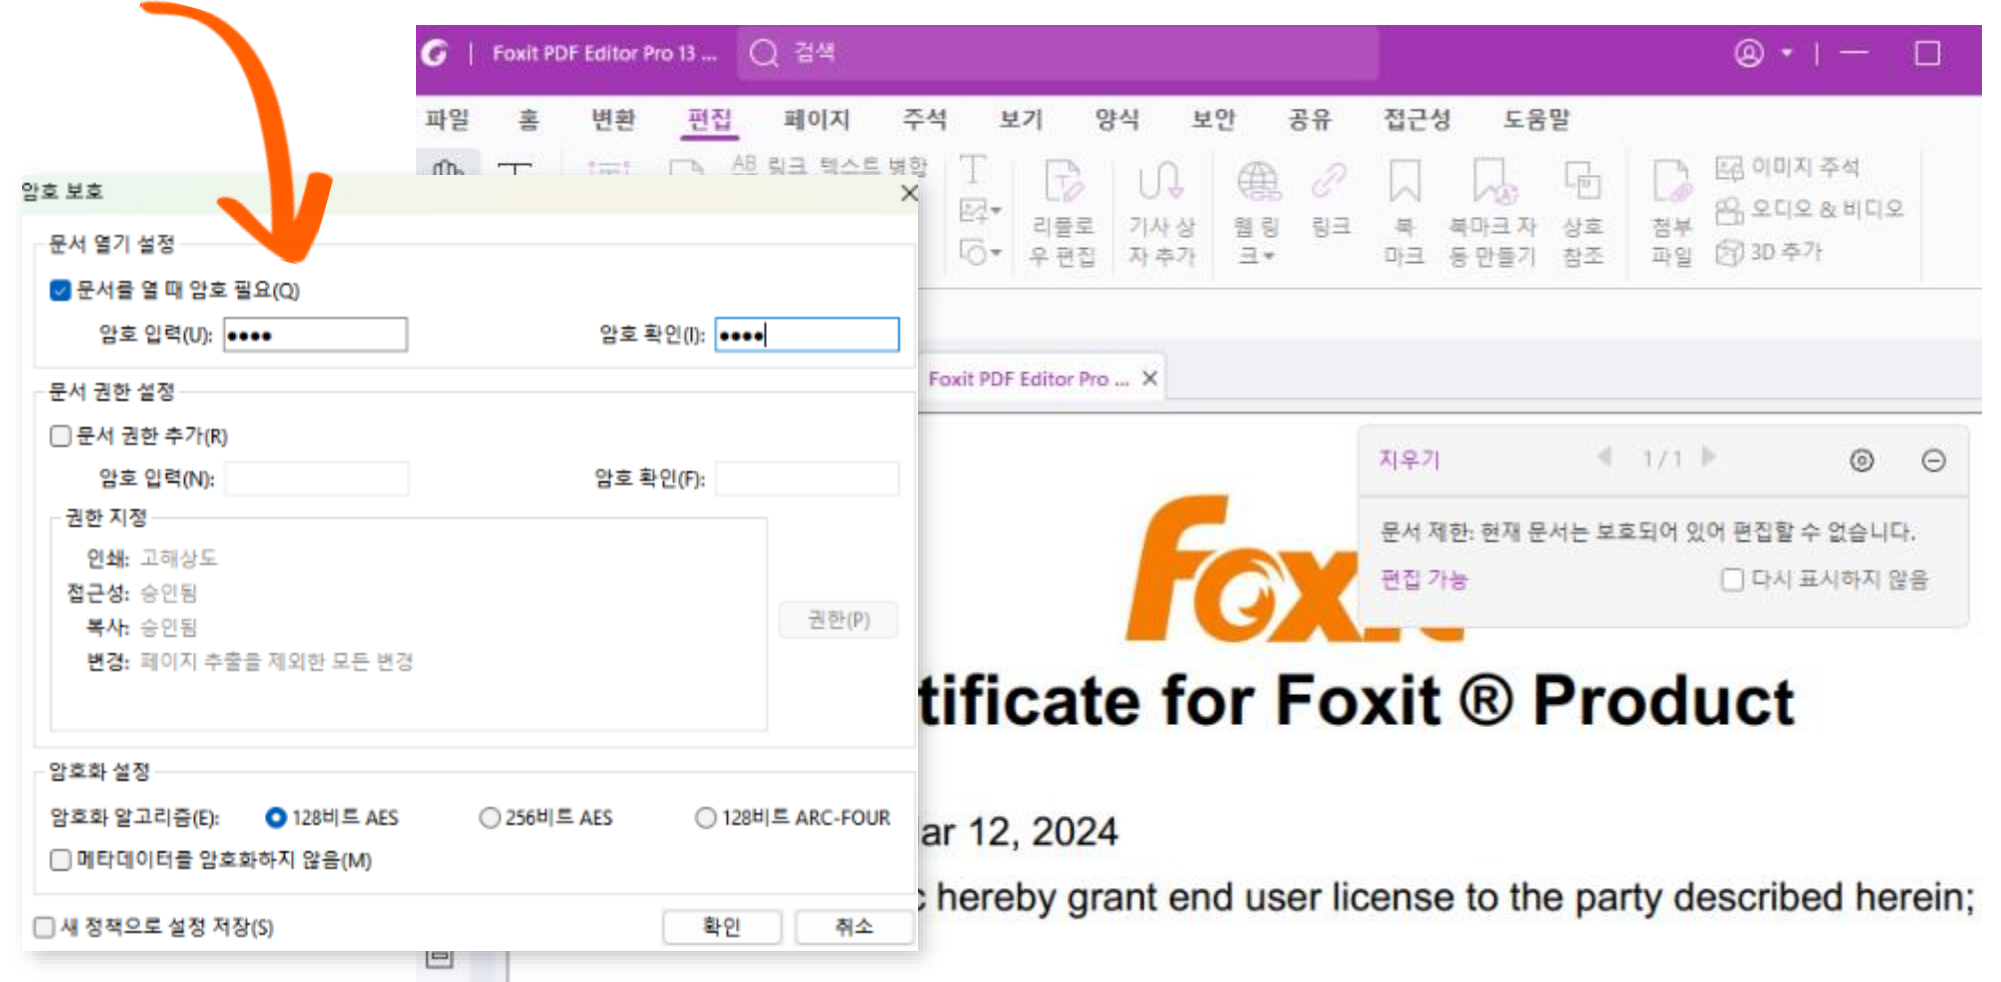 Foxit PDF Editor Pro 13 ...
검색
파일 홈 변환 편집 페이지 주석 보기 양식 보안 공유 접근성 도움말
링크 텍스트 병합
리플로우 편집
기사 상자 추가
웹 링크
링크
북마크
북마크 자동 만들기
상호 참조
첨부 파일
이미지 주석
오디오 & 비디오
3D 추가
암호 보호
문서 열기 설정
문서를 열 때 암호 필요(Q)
암호 입력(U): ●●●● 암호 확인(I): ●●●●
문서 권한 설정
문서 권한 추가(R)
암호 입력(N): 암호 확인(F):
권한 지정
인쇄: 고해상도
접근성: 승인됨
복사: 승인됨
변경: 페이지 추출을 제외한 모든 변경
권한(P)
암호화 설정
암호화 알고리즘(E): 128비트 AES 256비트 AES 128비트 ARC-FOUR
메타데이터를 암호화하지 않음(M)
새 정책으로 설정 저장(S)
확인 취소
Foxit PDF Editor Pro ...
지우기 1/1
문서 제한: 현재 문서는 보호되어 있어 편집할 수 없습니다.
편집 가능 다시 표시하지 않음
Foxit
tificate for Foxit ® Product
ar 12, 2024
hereby grant end user license to the party described herein;